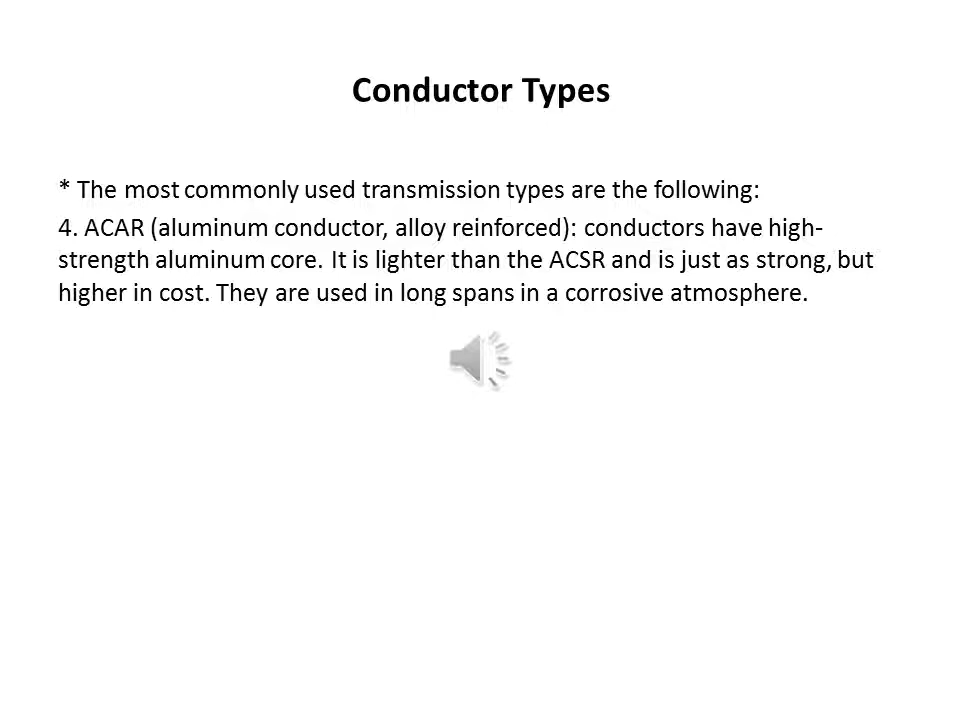 Conductor Types
* The most commonly used transmission types are the following:
4. ACAR (aluminum conductor, alloy reinforced): conductors have high-
strength aluminum core. It is lighter than the ACSR and is just as strong, but
higher in cost. They are used in long spans in a corrosive atmosphere.